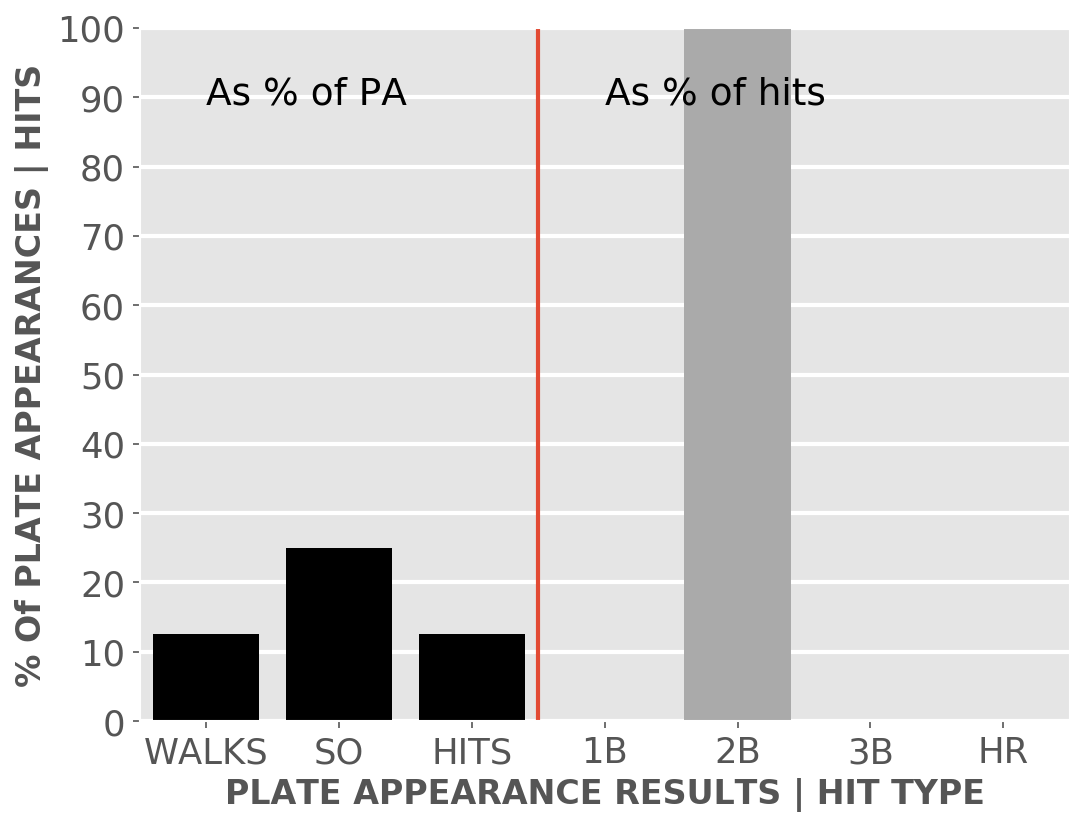 % Of PLATE APPEARANCES | HITS
100
90
80
70
60
50
40
30
20
10
0
As % of PA
As % of hits
WALKS SO HITS 1B 2B 3B HR
PLATE APPEARANCE RESULTS | HIT TYPE